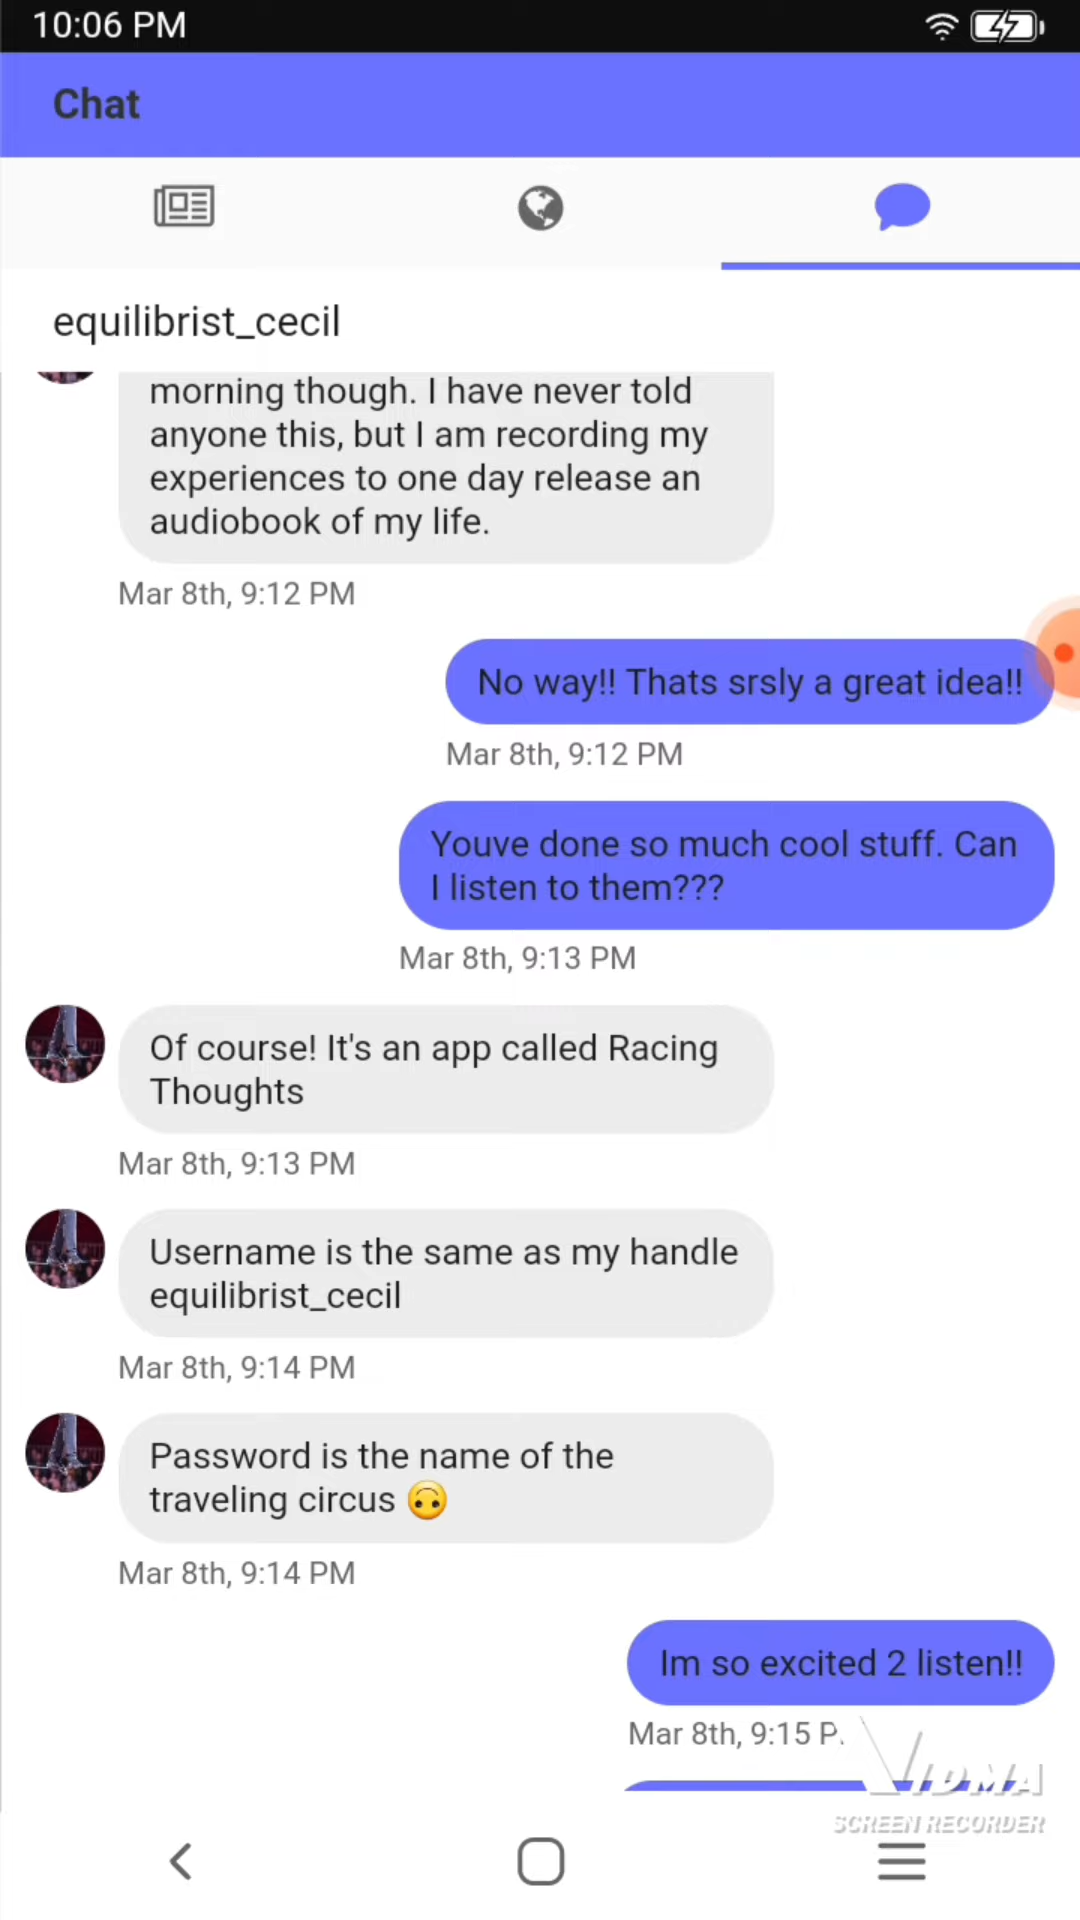 10:06 PM
Chat
equilibrist_cecil
morning though. I have never told
anyone this, but I am recording my
experiences to one day release an
audiobook of my life.
Mar 8th, 9:12 PM
No way!! Thats srsly a great idea!!
Mar 8th, 9:12 PM
Youve done so much cool stuff. Can
I listen to them???
Mar 8th, 9:13 PM
Of course! It's an app called Racing
Thoughts
Mar 8th, 9:13 PM
Username is the same as my handle
equilibrist_cecil
Mar 8th, 9:14 PM
Password is the name of the
traveling circus 🙃
Mar 8th, 9:14 PM
Im so excited 2 listen!!
Mar 8th, 9:15 P
VIDMA
SCREEN RECORDER